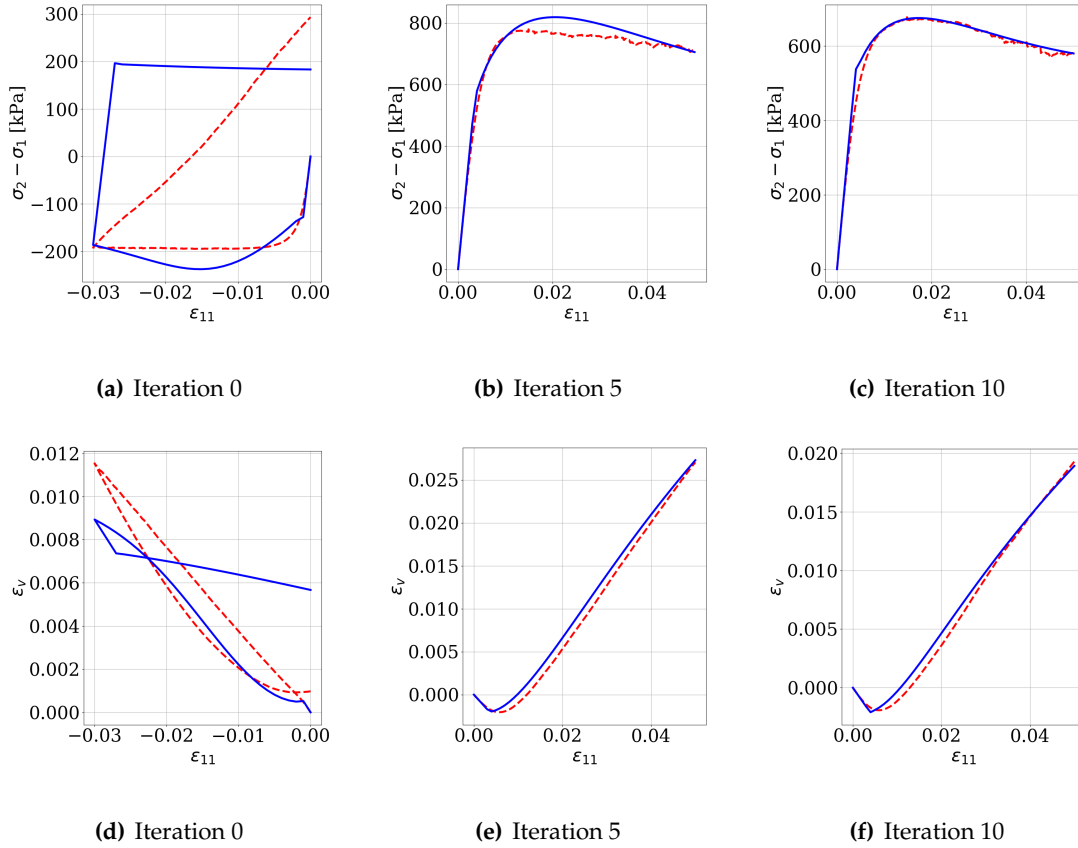 300
200
100
0
−100
−200
σ2 − σ1 [kPa]
−0.03 −0.02 −0.01 0.00
ε11
800
600
400
200
0
σ2 − σ1 [kPa]
0.00 0.02 0.04
ε11
600
400
200
0
σ2 − σ1 [kPa]
0.00 0.02 0.04
ε11
(a) Iteration 0
(b) Iteration 5
(c) Iteration 10
0.012
0.010
0.008
0.006
0.004
0.002
0.000
εv
−0.03 −0.02 −0.01 0.00
ε11
0.025
0.020
0.015
0.010
0.005
0.000
εv
0.00 0.02 0.04
ε11
0.020
0.015
0.010
0.005
0.000
εv
0.00 0.02 0.04
ε11
(d) Iteration 0
(e) Iteration 5
(f) Iteration 10